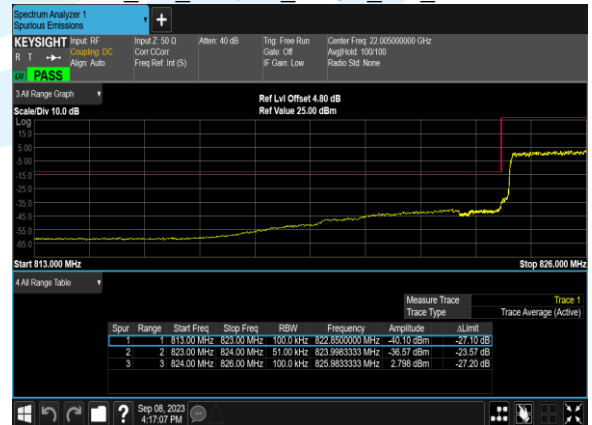 Spectrum Analyzer 1
Spurious Emissions
+
KEYSIGHT Input: RF
R T Coupling: DC
Align: Auto
LV PASS
Input Z: 50 Ω
Corr CCorr
Freq Ref: Int (S)
Atten: 40 dB
Trig: Free Run
Gate: Off
IF Gain: Low
Center Freq: 22.005000000 GHz
Avg|Hold: 100/100
Radio Std: None
3 All Range Graph
Scale/Div 10.0 dB
Ref Lvl Offset 4.80 dB
Ref Value 25.00 dBm
Log
15.0
5.00
-5.00
-15.0
-25.0
-35.0
-45.0
-55.0
-65.0
Start 813.000 MHz
Stop 826.000 MHz
4 All Range Table
Measure Trace Trace 1
Trace Type Trace Average (Active)
Spur Range Start Freq Stop Freq RBW Frequency Amplitude ΔLimit
1 1 813.00 MHz 823.00 MHz 100.0 kHz 822.8500000 MHz -40.10 dBm -27.10 dB
2 2 823.00 MHz 824.00 MHz 51.00 kHz 823.9983333 MHz -36.57 dBm -23.57 dB
3 3 824.00 MHz 826.00 MHz 100.0 kHz 825.9833333 MHz 2.798 dBm -27.20 dB
?
Sep 08, 2023
4:17:07 PM